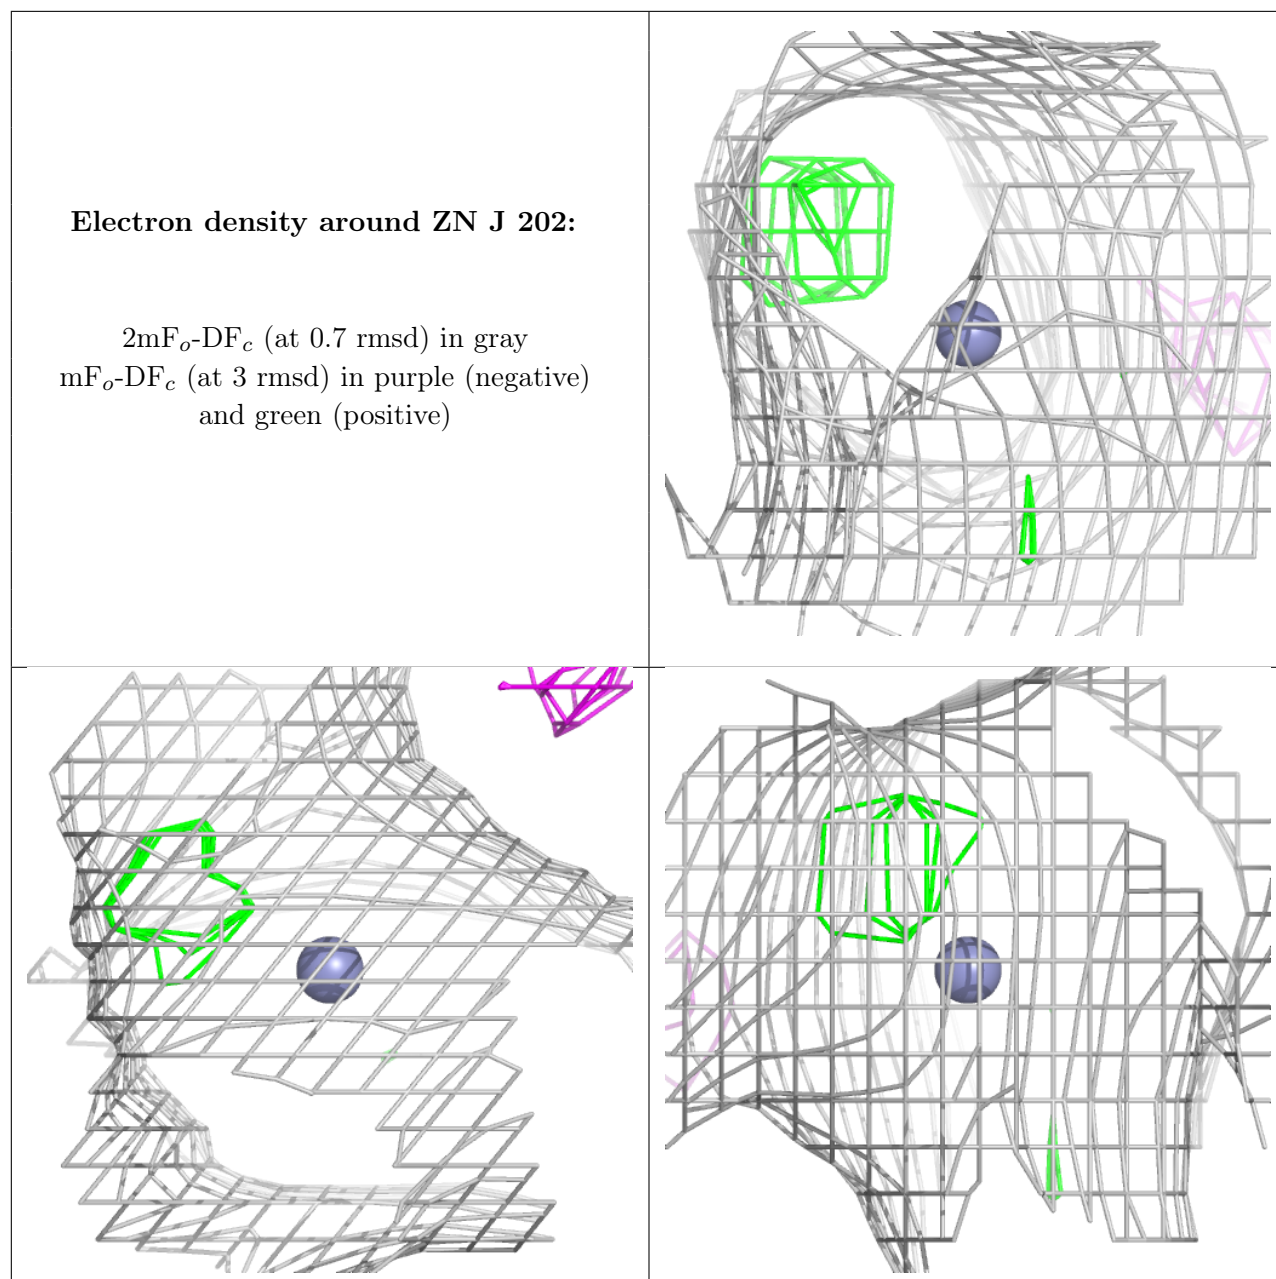 Electron density around ZN J 202:
2mFo-DFc (at 0.7 rmsd) in gray
mFo-DFc (at 3 rmsd) in purple (negative)
and green (positive)